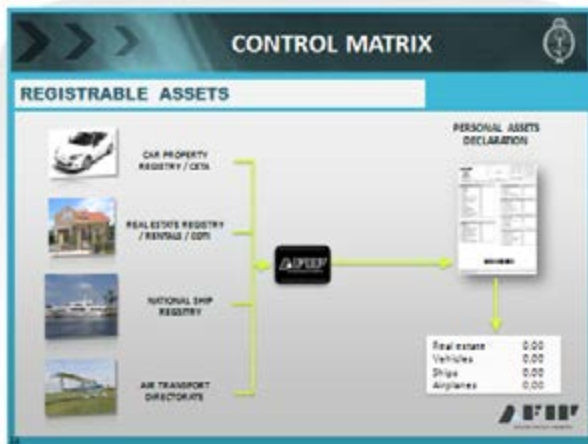 CONTROL MATRIX
REGISTRABLE ASSETS
CAR PROPERTY
REGISTRY / CETA
REAL ESTATE REGISTRY
/ RENTALS / COTI
NATIONAL SHIP
REGISTRY
AIR TRANSPORT
DIRECTORATE
AFIP
PERSONAL ASSETS
DECLARATION
Real estate 0.00
Vehicles 0.00
Ships 0.00
Airplanes 0.00
AFIP